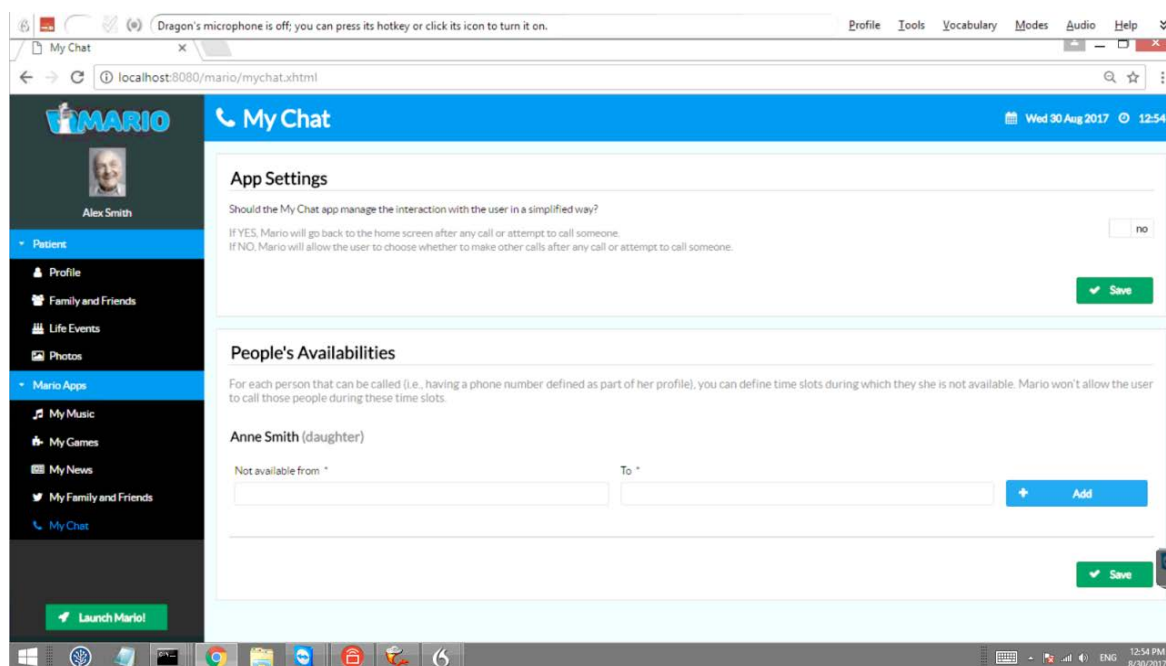 Dragon's microphone is off; you can press its hotkey or click its icon to turn it on.
Profile Tools Vocabulary Modes Audio Help
My Chat
localhost:8080/mario/mychat.xhtml
MARIO
My Chat
Wed 30 Aug 2017 12:54
Alex Smith
Patient
Profile
Family and Friends
Life Events
Photos
Mario Apps
My Music
My Games
My News
My Family and Friends
My Chat
Launch Mario!
App Settings
Should the My Chat app manage the interaction with the user in a simplified way?
If YES, Mario will go back to the home screen after any call or attempt to call someone.
If NO, Mario will allow the user to choose whether to make other calls after any call or attempt to call someone.
no
Save
People's Availabilities
For each person that can be called (i.e., having a phone number defined as part of her profile), you can define time slots during which they she is not available. Mario won't allow the user
to call those people during these time slots.
Anne Smith (daughter)
Not available from * To *
Add
Save
ENG
12:54 PM